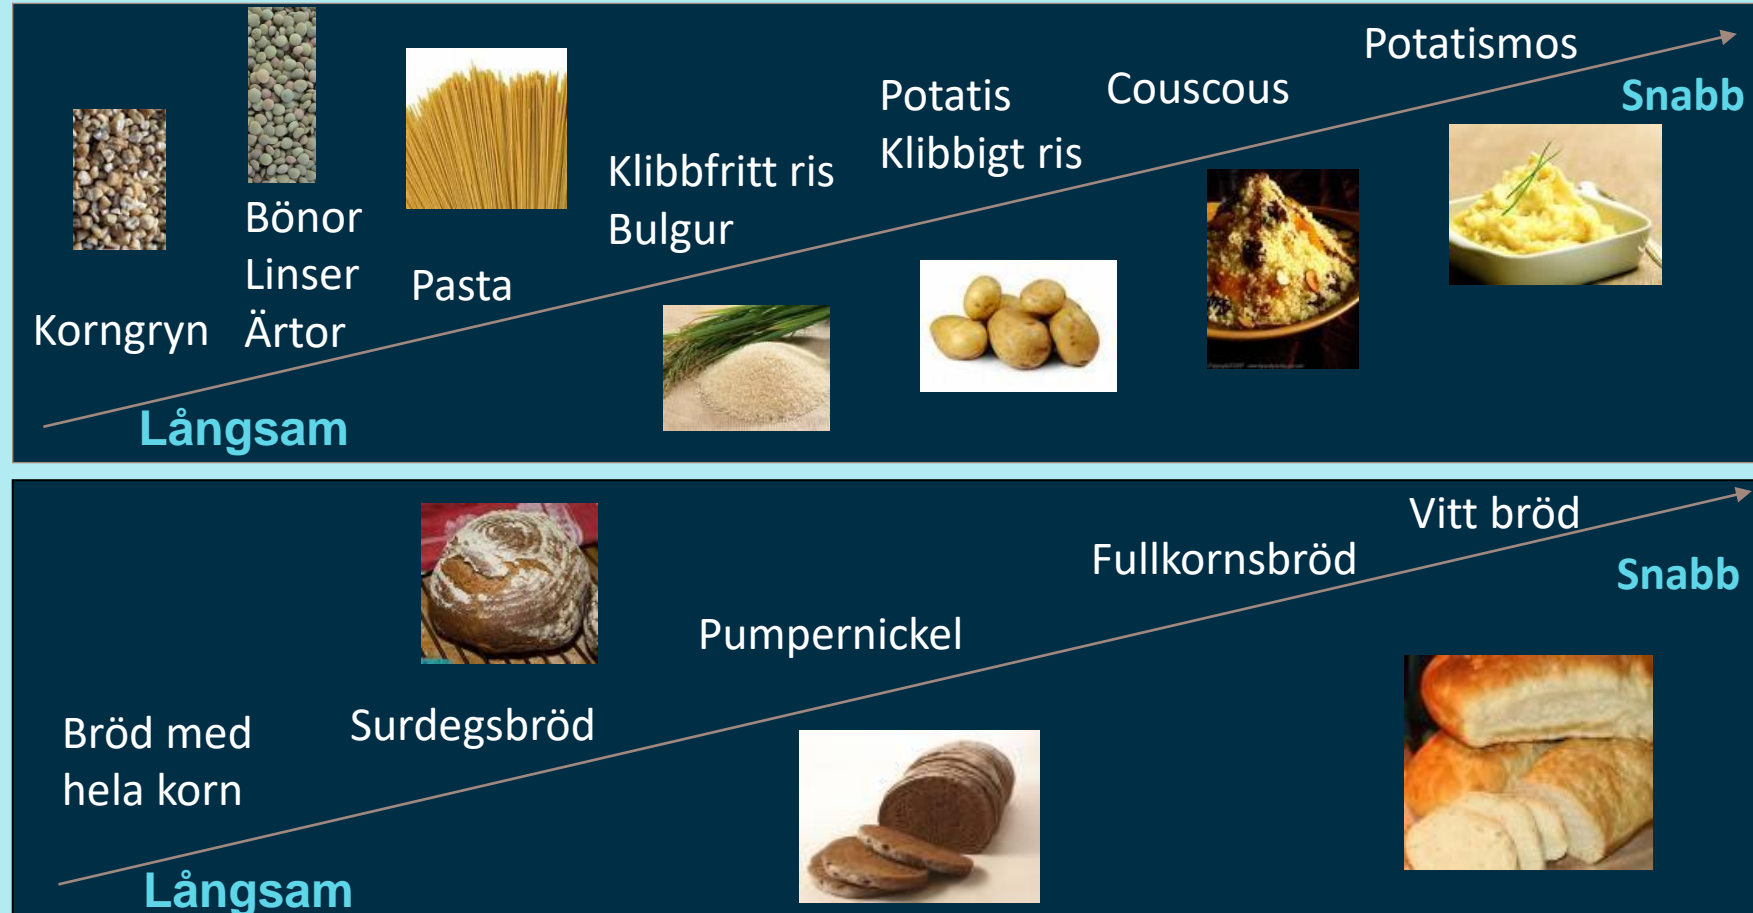 Potatismos
Snabb
Couscous
Potatis
Klibbigt ris
Klibbfritt ris
Bulgur
Bönor
Linser
Ärtor
Pasta
Korngryn
Långsam
Vitt bröd
Snabb
Fullkornsbröd
Pumpernickel
Surdegsbröd
Bröd med
hela korn
Långsam